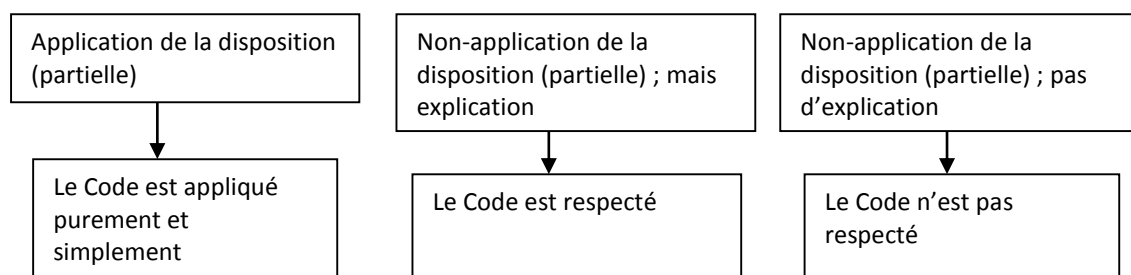 Application de la disposition
(partielle)
Non-application de la
disposition (partielle) ; mais
explication
Non-application de la
disposition (partielle) ; pas
d’explication
Le Code est appliqué
purement et
simplement
Le Code est respecté
Le Code n’est pas
respecté